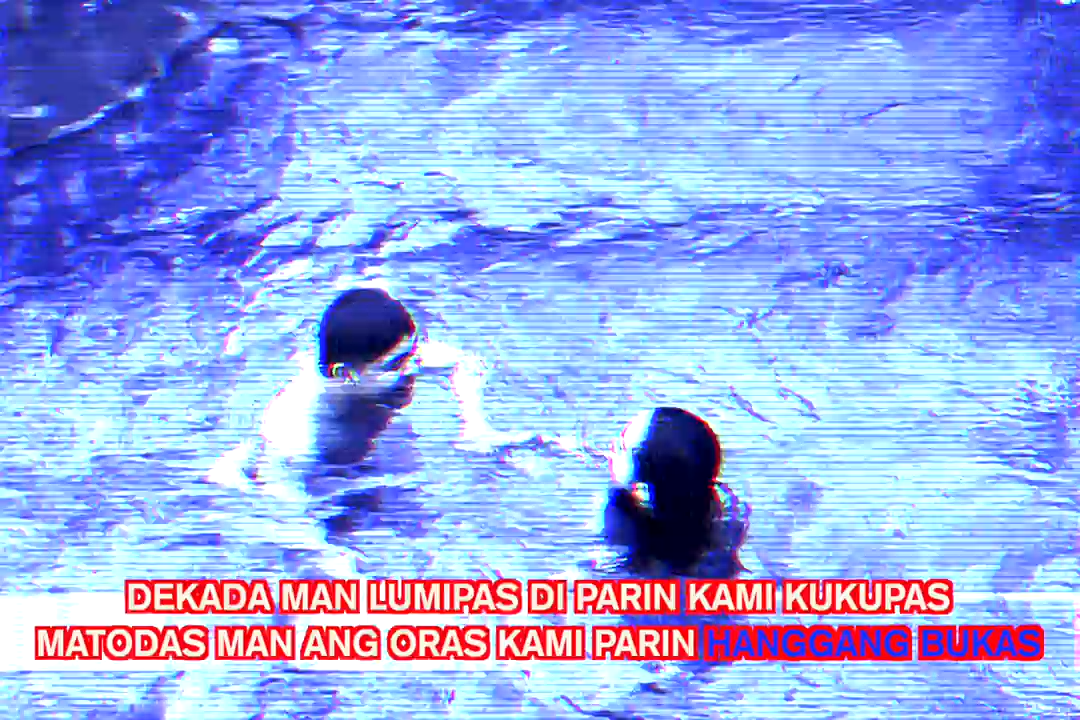 DEKADA MAN LUMIPAS DI PARIN KAMI KUKUPAS
MATODAS MAN ANG ORAS KAMI PARIN HANGGANG BUKAS